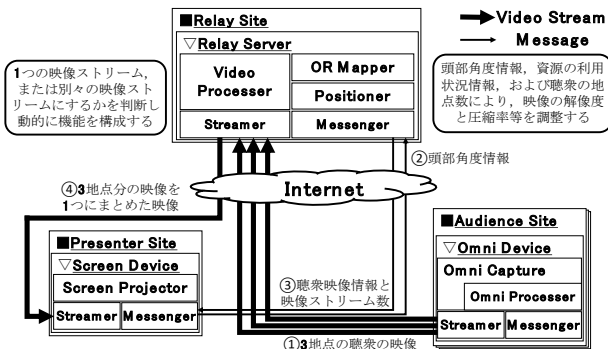 ■Relay Site
▽Relay Server
Video
Processer
OR Mapper
Positioner
Streamer
Messenger
Video Stream
Message
1つの映像ストリーム,
または別々の映像スト
リームにするかを判断し
動的に機能を構成する
頭部角度情報,資源の利用
状況情報,および聴衆の地
点数により,映像の解像度
と圧縮率等を調整する
②頭部角度情報
④3地点分の映像を
1つにまとめた映像
Internet
■Presenter Site
▽Screen Device
Screen Projector
Streamer
Messenger
③聴衆映像情報と
映像ストリーム数
■Audience Site
▽Omni Device
Omni Capture
Omni Processer
Streamer
Messenger
①3地点の聴衆の映像